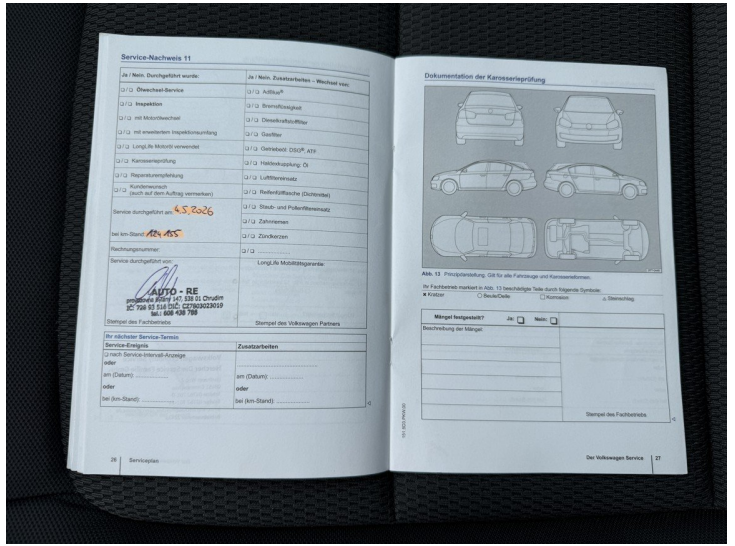 Service-Nachweis 11
Ja / Nein. Durchgeführt wurde:
❑ / ❑ Ölwechsel-Service
❑ / ❑ Inspektion
❑ / ❑ mit Motorölwechsel
❑ / ❑ mit erweitertem Inspektionsumfang
❑ / ❑ LongLife Motoröl verwendet
❑ / ❑ Karosserieprüfung
❑ / ❑ Reparaturempfehlung
❑ / ❑ Kundenwunsch
(auch auf dem Auftrag vermerken)
Service durchgeführt am: 4.5.2026
bei km-Stand: 124 155
Rechnungsnummer:
Service durchgeführt von:
AUTO - RE
147, 538 01 Chrudim
IČ: 728 93 516 DIČ: CZ7803023019
tel.: 608 438 786
Stempel des Fachbetriebs
Ja / Nein. Zusatzarbeiten – Wechsel von:
❑ / ❑ AdBlue®
❑ / ❑ Bremsflüssigkeit
❑ / ❑ Dieselkraftstofffilter
❑ / ❑ Gasfilter
❑ / ❑ Getriebeöl: DSG®, ATF
❑ / ❑ Haldexkupplung: Öl
❑ / ❑ Luftfiltereinsatz
❑ / ❑ Reifenfüllflasche (Dichtmittel)
❑ / ❑ Staub- und Pollenfiltereinsatz
❑ / ❑ Zahnriemen
❑ / ❑ Zündkerzen
❑ / ❑
LongLife Mobilitätsgarantie:
Stempel des Volkswagen Partners
Ihr nächster Service-Termin
Service-Ereignis
❑ nach Service-Intervall-Anzeige
oder
am (Datum):
oder
bei (km-Stand):
Zusatzarbeiten
am (Datum):
oder
bei (km-Stand):
26 Serviceplan
Dokumentation der Karosserieprüfung
Abb. 13 Prinzipdarstellung. Gilt für alle Fahrzeuge und Karosserieformen.
Ihr Fachbetrieb markiert in Abb. 13 beschädigte Teile durch folgende Symbole:
x Kratzer ○ Beule/Delle □ Korrosion △ Steinschlag
Mängel festgestellt? Ja: ❑ Nein: ❑
Beschreibung der Mängel:
Stempel des Fachbetriebs
Der Volkswagen Service 27